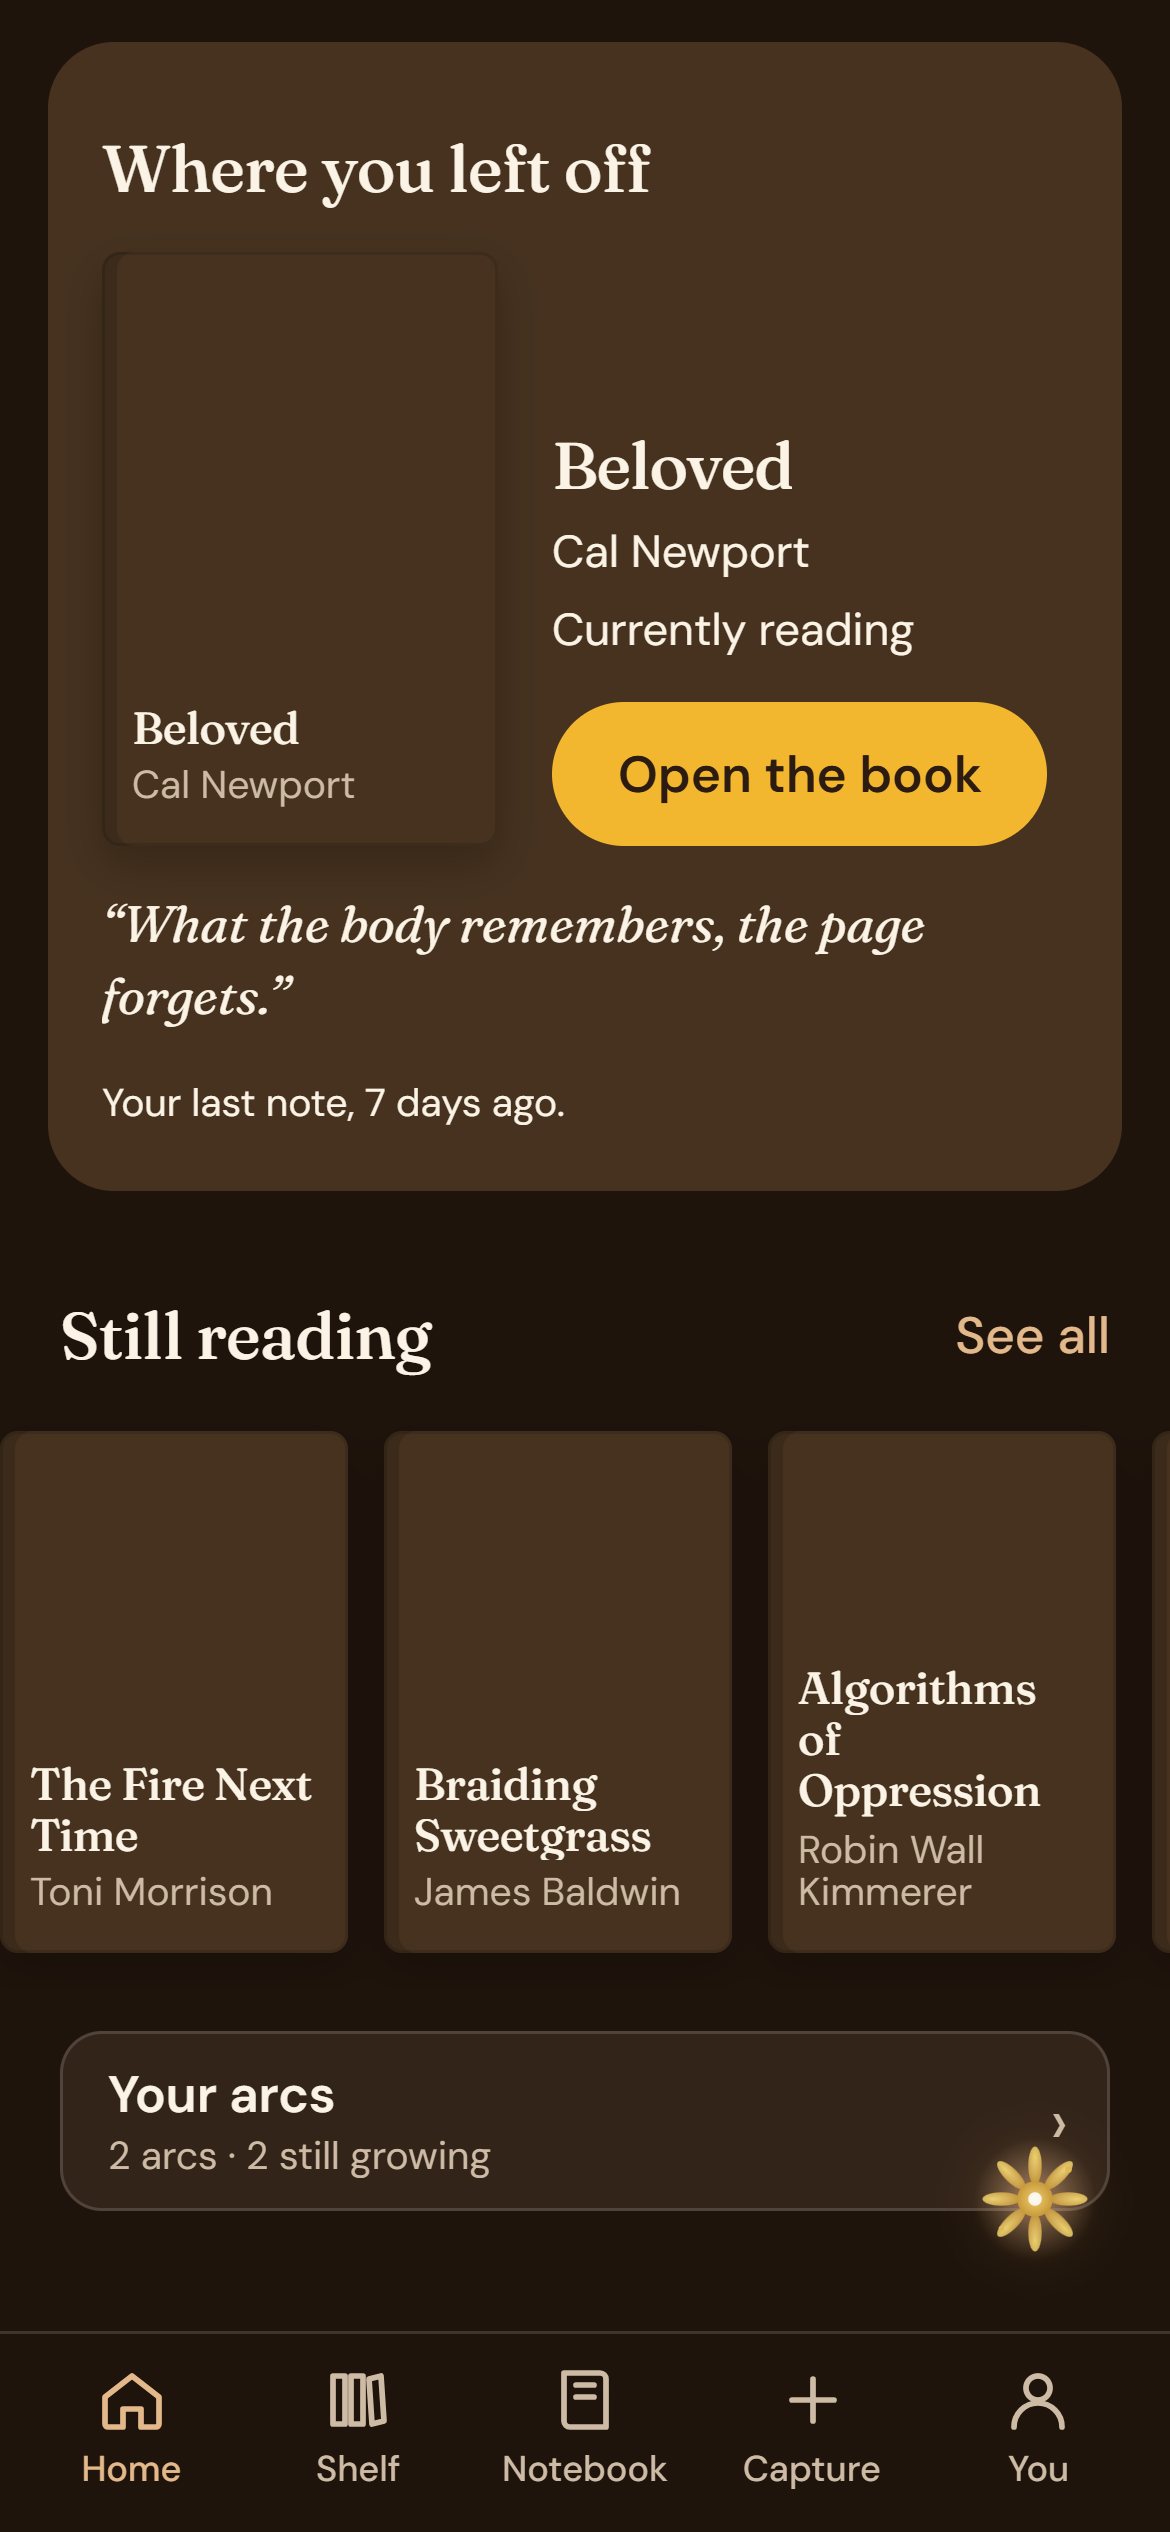 Where you left off
Beloved
Cal Newport
Currently reading
Open the book
Beloved
Cal Newport
“What the body remembers, the page
forgets.”
Your last note, 7 days ago.
Still reading
See all
The Fire Next
Time
Toni Morrison
Braiding
Sweetgrass
James Baldwin
Algorithms
of
Oppression
Robin Wall
Kimmerer
Your arcs
2 arcs · 2 still growing
Home
Shelf
Notebook
Capture
You